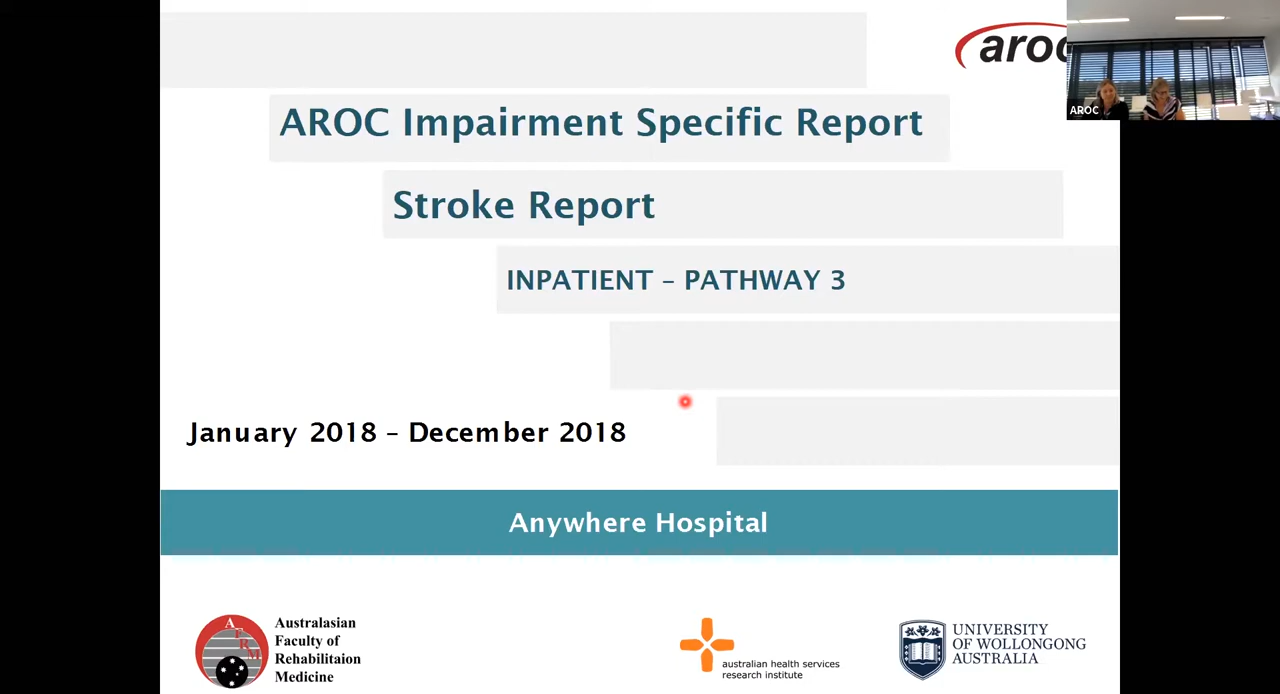 aroc
AROC
AROC Impairment Specific Report
Stroke Report
INPATIENT – PATHWAY 3
January 2018 – December 2018
Anywhere Hospital
A
F
R
M
Australasian
Faculty of
Rehabilitaion
Medicine
australian health services
research institute
UNIVERSITY
OF WOLLONGONG
AUSTRALIA